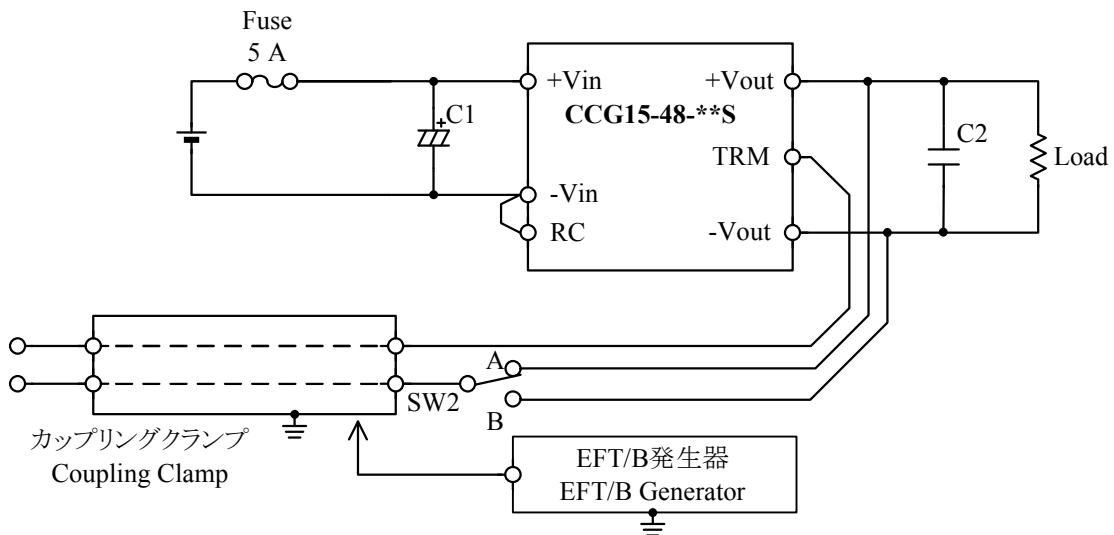 Fuse
5 A
+Vin
+Vout
CCG15-48-**S
+
C1
C2
TRM
Load
-Vin
RC
-Vout
A
SW2
B
カップリングクランプ
Coupling Clamp
EFT/B発生器
EFT/B Generator